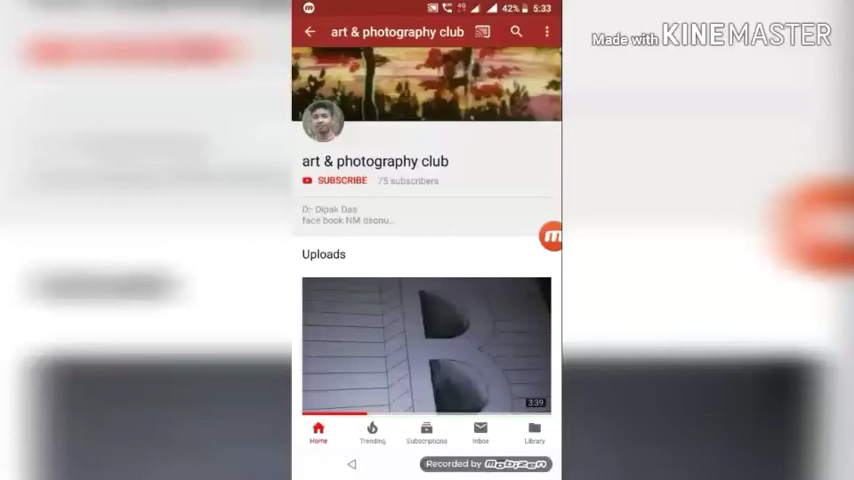 42% 5:33
art & photography club
Made with KINEMASTER
art & photography club
SUBSCRIBE 75 subscribers
D:- Dipak Das
face book NM dsonu..
Uploads
3:39
Home Trending Subscriptions Inbox Library
Recorded by mobizen